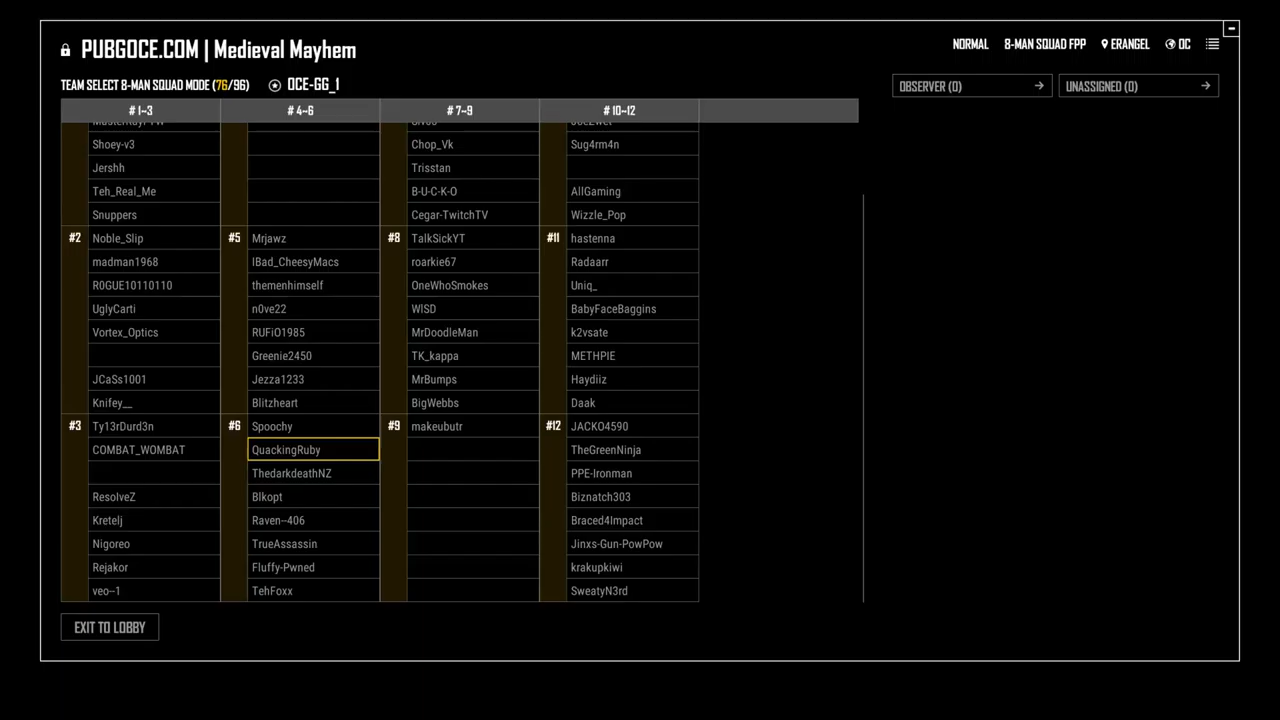 PUBGOCE.COM | Medieval Mayhem
NORMAL 8-MAN SQUAD FPP ERANGEL OC
TEAM SELECT 8-MAN SQUAD MODE (76/96) OCE-GG_1
OBSERVER (0) UNASSIGNED (0)
# 1~3 # 4~6 # 7~9 # 10~12
Shoey-v3 Chop_Vk Sug4rm4n
Jershh Trisstan
Teh_Real_Me B-U-C-K-O AllGaming
Snuppers Cegar-TwitchTV Wizzle_Pop
#2 Noble_Slip #5 Mrjawz #8 TalkSickYT #11 hastenna
madman1968 IBad_CheesyMacs roarkie67 Radaarr
R0GUE10110110 themenhimself OneWhoSmokes Uniq_
UglyCarti n0ve22 WISD BabyFaceBaggins
Vortex_Optics RUFiO1985 MrDoodleMan k2vsate
Greenie2450 TK_kappa METHPIE
JCaSs1001 Jezza1233 MrBumps Haydiiz
Knifey__ Blitzheart BigWebbs Daak
#3 Ty13rDurd3n #6 Spoochy #9 makeubutr #12 JACKO4590
COMBAT_WOMBAT QuackingRuby TheGreenNinja
ThedarkdeathNZ PPE-Ironman
ResolveZ Blkopt Biznatch303
Kretelj Raven--406 Braced4Impact
Nigoreo TrueAssassin Jinxs-Gun-PowPow
Rejakor Fluffy-Pwned krakupkiwi
veo--1 TehFoxx SweatyN3rd
EXIT TO LOBBY